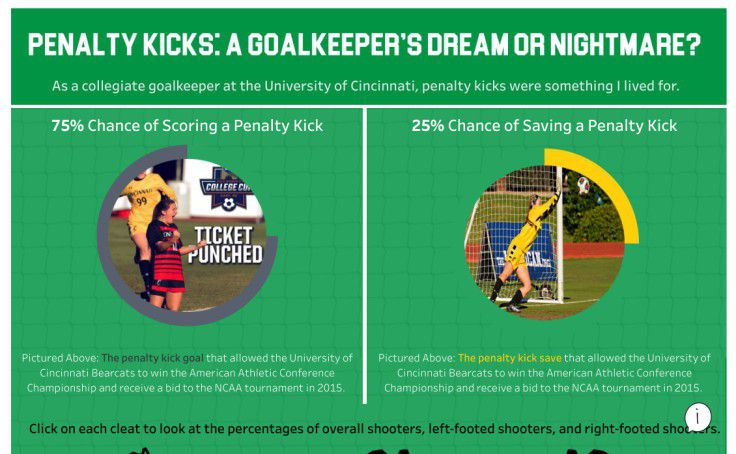 PENALTY KICKS: A GOALKEEPER'S DREAM OR NIGHTMARE?
As a collegiate goalkeeper at the University of Cincinnati, penalty kicks were something I lived for.
75% Chance of Scoring a Penalty Kick
COLLEGE CUP
99
TICKET
PUNCHED
Pictured Above: The penalty kick goal that allowed the University of
Cincinnati Bearcats to win the American Athletic Conference
Championship and receive a bid to the NCAA tournament in 2015.
25% Chance of Saving a Penalty Kick
Pictured Above: The penalty kick save that allowed the University of
Cincinnati Bearcats to win the American Athletic Conference
Championship and receive a bid to the NCAA tournament in 2015.
i
Click on each cleat to look at the percentages of overall shooters, left-footed shooters, and right-footed shooters.